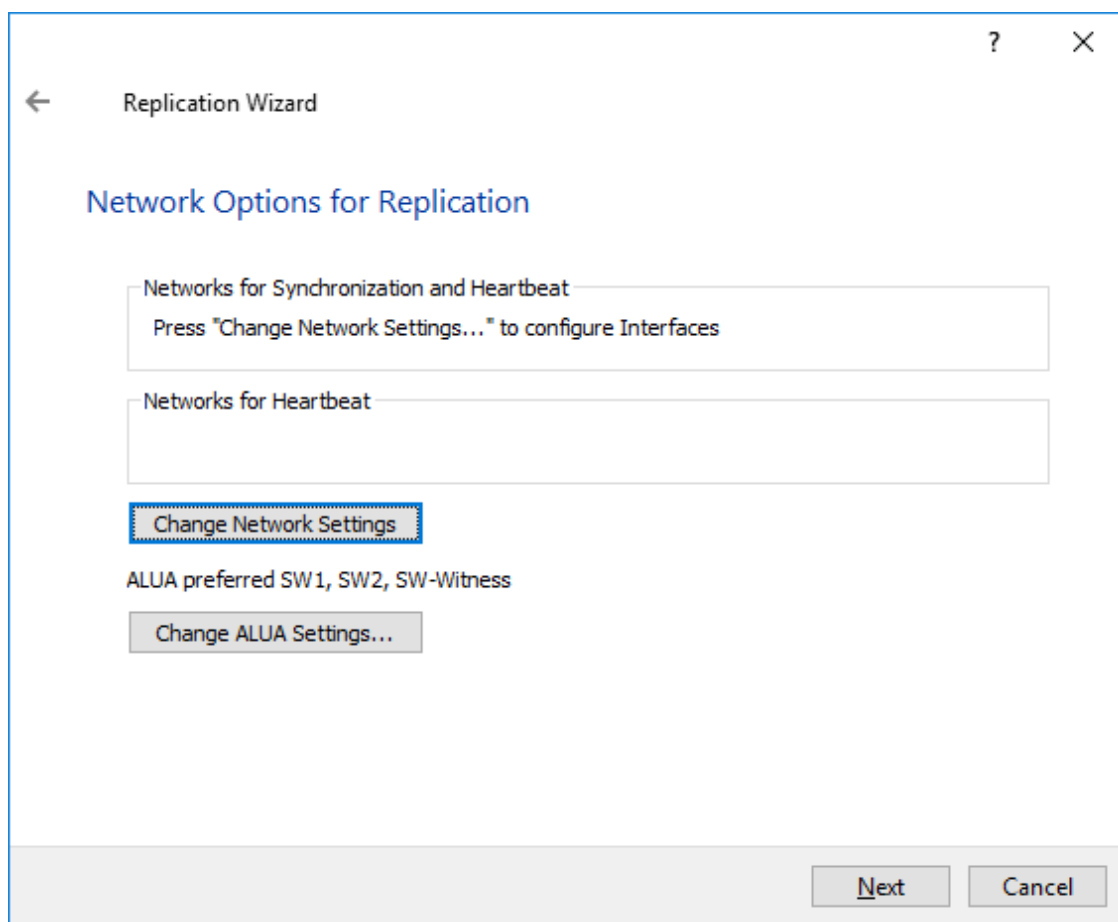 ?
Replication Wizard
Network Options for Replication
Networks for Synchronization and Heartbeat
Press "Change Network Settings..." to configure Interfaces
Networks for Heartbeat
Change Network Settings
ALUA preferred SW1, SW2, SW-Witness
Change ALUA Settings...
Next Cancel